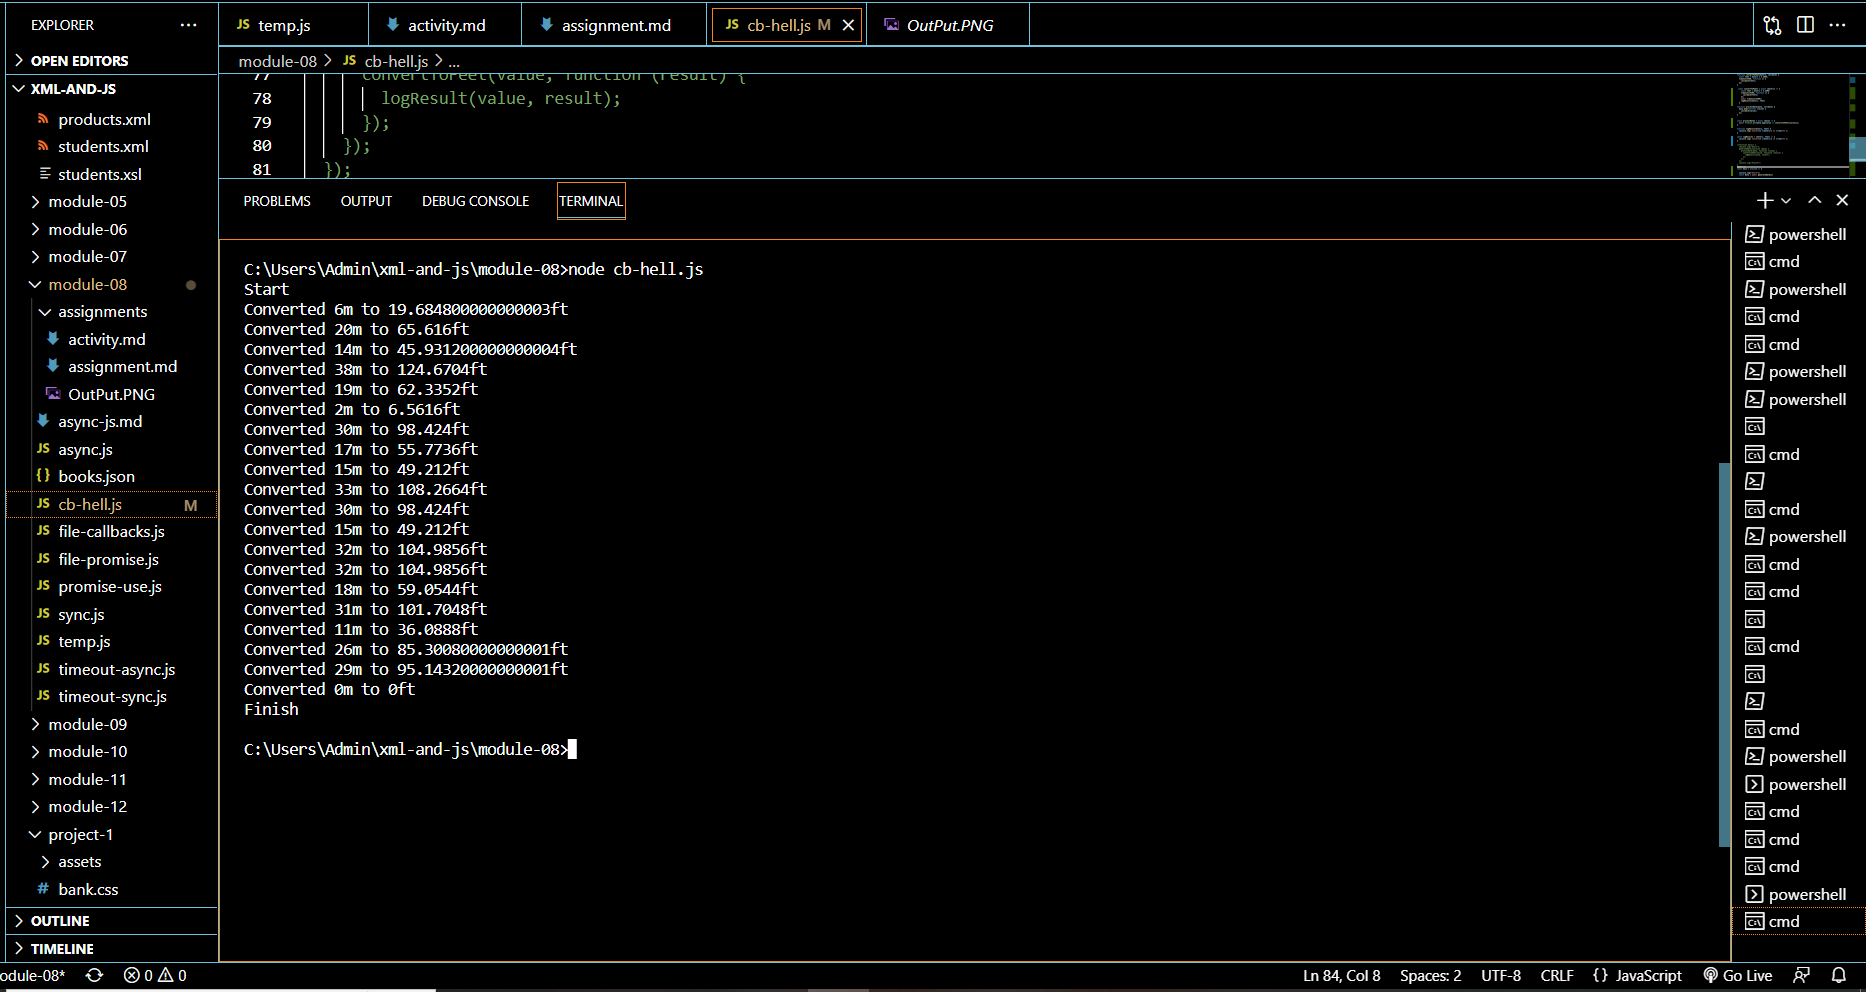 EXPLORER
OPEN EDITORS
XML-AND-JS
products.xml
students.xml
students.xsl
module-05
module-06
module-07
module-08
assignments
activity.md
assignment.md
OutPut.PNG
async-js.md
JS async.js
{} books.json
JS cb-hell.js M
JS file-callbacks.js
JS file-promise.js
JS promise-use.js
JS sync.js
JS temp.js
JS timeout-async.js
JS timeout-sync.js
module-09
module-10
module-11
module-12
project-1
assets
# bank.css
OUTLINE
TIMELINE
JS temp.js activity.md assignment.md JS cb-hell.js M OutPut.PNG
module-08 > JS cb-hell.js > ...
77 convertToFeet(value, function (result) {
78 logResult(value, result);
79 });
80 });
81 });
PROBLEMS OUTPUT DEBUG CONSOLE TERMINAL
C:\Users\Admin\xml-and-js\module-08>node cb-hell.js
Start
Converted 6m to 19.684800000000003ft
Converted 20m to 65.616ft
Converted 14m to 45.931200000000004ft
Converted 38m to 124.6704ft
Converted 19m to 62.3352ft
Converted 2m to 6.5616ft
Converted 30m to 98.424ft
Converted 17m to 55.7736ft
Converted 15m to 49.212ft
Converted 33m to 108.2664ft
Converted 30m to 98.424ft
Converted 15m to 49.212ft
Converted 32m to 104.9856ft
Converted 32m to 104.9856ft
Converted 18m to 59.0544ft
Converted 31m to 101.7048ft
Converted 11m to 36.0888ft
Converted 26m to 85.30080000000001ft
Converted 29m to 95.14320000000001ft
Converted 0m to 0ft
Finish
C:\Users\Admin\xml-and-js\module-08>
powershell
cmd
powershell
cmd
cmd
powershell
powershell
cmd
cmd
powershell
cmd
cmd
cmd
cmd
powershell
powershell
cmd
cmd
cmd
powershell
cmd
odule-08* 0 0 Ln 84, Col 8 Spaces: 2 UTF-8 CRLF {} JavaScript Go Live